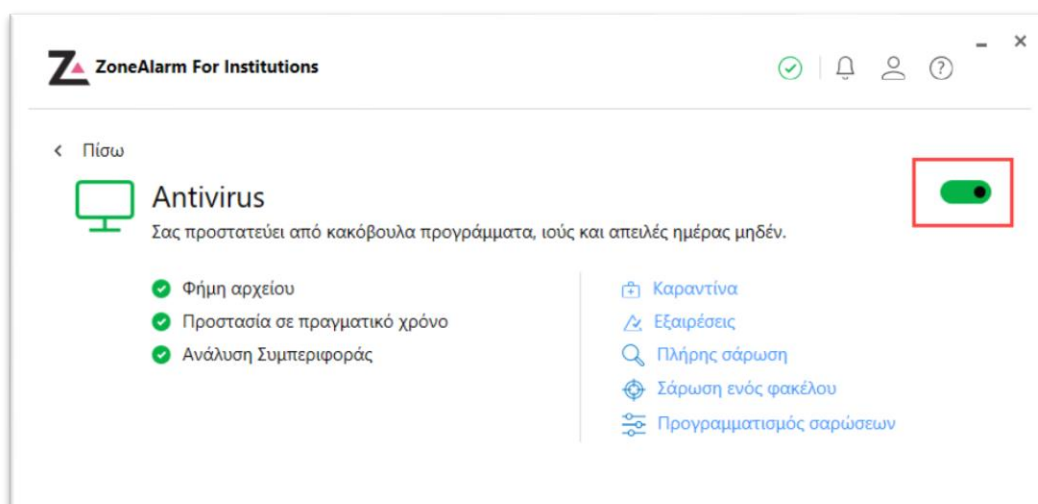 ZoneAlarm For Institutions
Πίσω
Antivirus
Σας προστατεύει από κακόβουλα προγράμματα, ιούς και απειλές ημέρας μηδέν.
Φήμη αρχείου
Προστασία σε πραγματικό χρόνο
Ανάλυση Συμπεριφοράς
Καραντίνα
Εξαιρέσεις
Πλήρης σάρωση
Σάρωση ενός φακέλου
Προγραμματισμός σαρώσεων